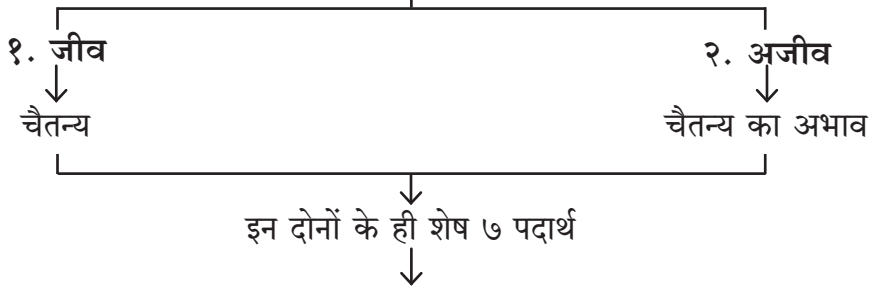 १. जीव २. अजीव
चैतन्य चैतन्य का अभाव
इन दोनों के ही शेष ७ पदार्थ